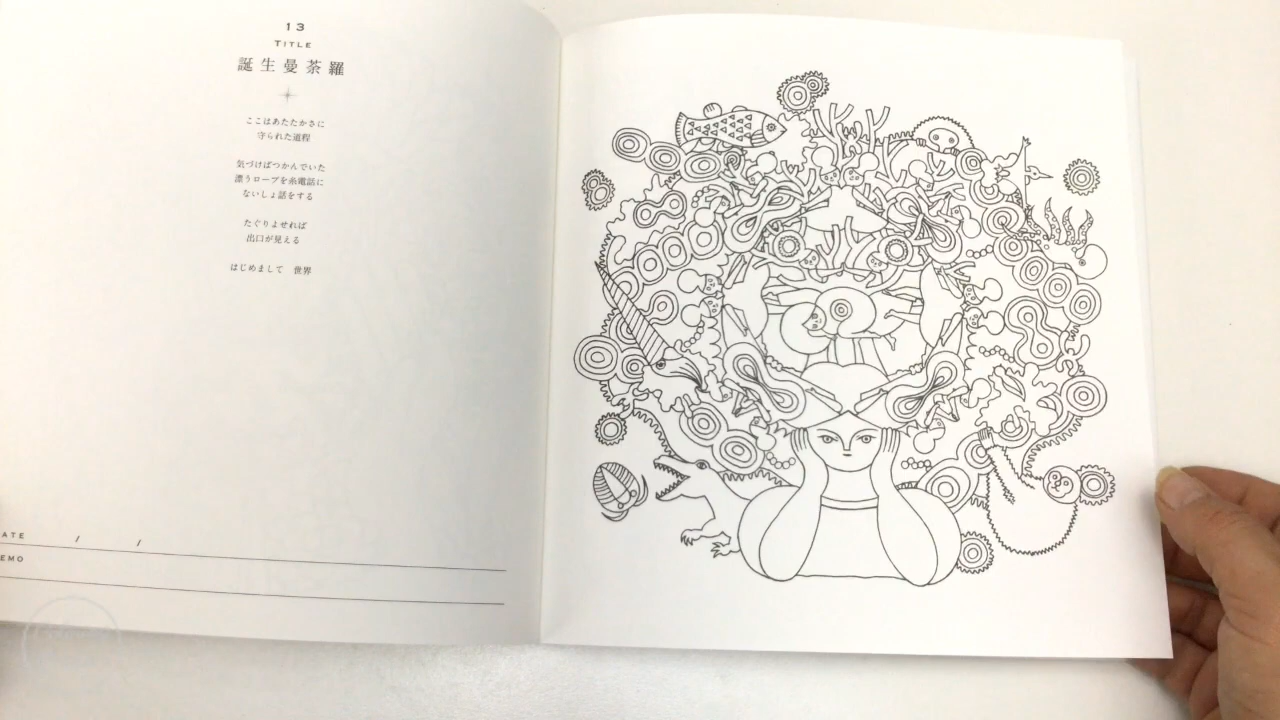 13
TITLE
誕生曼荼羅
ここはあたたかさに
守られた道程
気づけばつかんでいた
漂うロープを糸電話に
ないしょ話をする
たぐりよせれば
出口が見える
はじめまして 世界
ATE / /
EMO